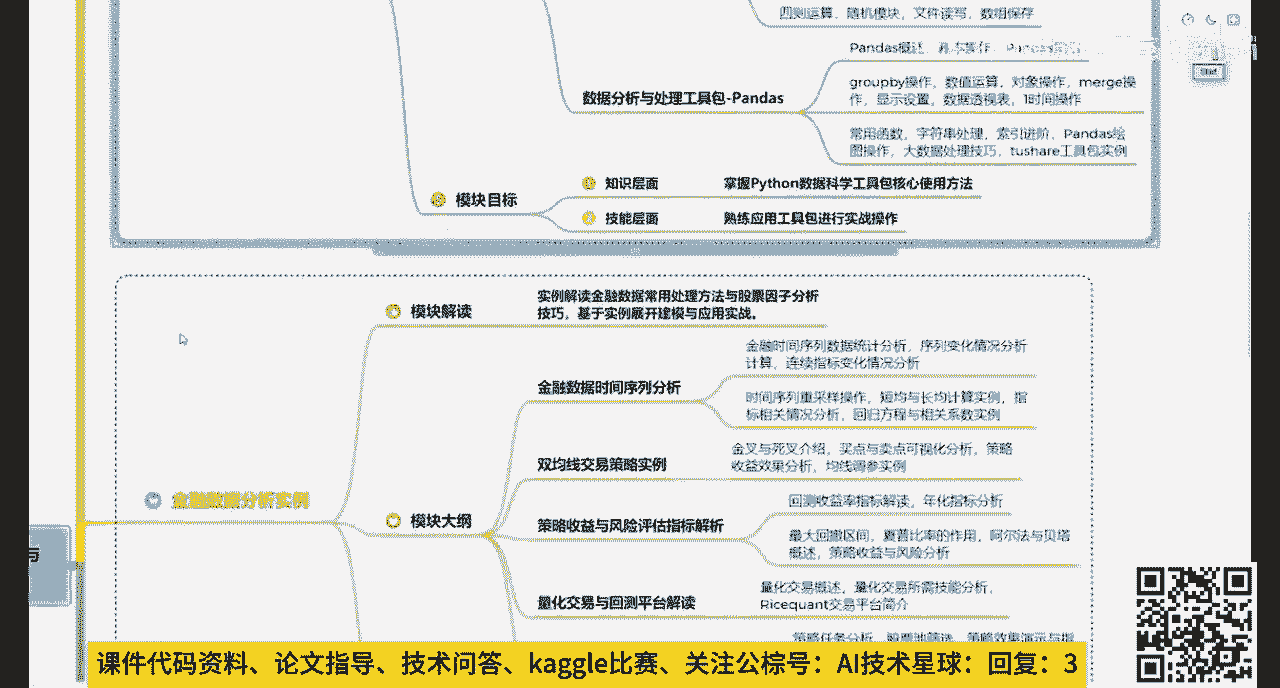 四则运算、随机模块、文件读写、数组保存
Pandas概述、
数据分析与处理工具包-Pandas
groupby操作，数值运算，对象操作，merge操
作，显示设置，数据透视表，时间操作
常用函数，字符串处理，索引进阶，Pandas绘
图操作，大数据处理技巧，tushare工具包实例
模块目标
知识层面
掌握Python数据科学工具包核心使用方法
技能层面
熟练应用工具包进行实战操作
模块解读
实例解读金融数据常用处理方法与股票因子分析
技巧，基于实例展开建模与应用实战。
金融数据时间序列分析
金融时间序列数据统计分析，序列变化情况分析
计算，连续指标变化情况分析
时间序列重采样操作，短均与长均计算实例，指
标相关情况分析，回归方程与相关系数实例
双均线交易策略实例
金叉与死叉介绍，买点与卖点可视化分析，策略
收益效果分析，均线调参实例
金融数据分析实例
模块大纲
策略收益与风险评估指标解析
回测收益率指标解读，年化指标分析
最大回撤区间，夏普比率的作用，阿尔法与贝塔
概述，策略收益与风险分析
量化交易与回测平台解读
量化交易概述，量化交易所需技能分析，
Ricequant交易平台简介
策略任务分析，股票池筛选，策略效果演示与指
课件代码资料、论文指导、技术问答、kaggle比赛、关注公棕号：AI技术星球：回复：3